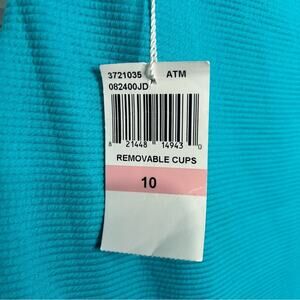 3721035 ATM
082400JD
8 21448 14943 0
REMOVABLE CUPS
10